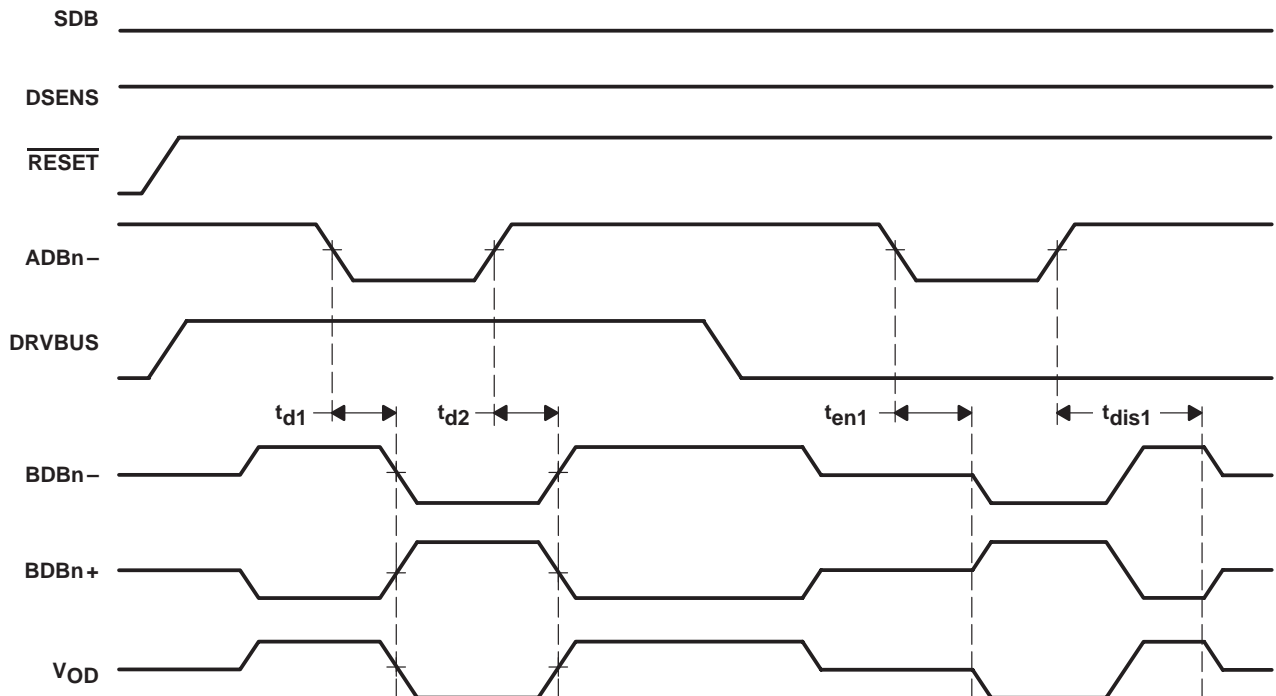 SDB
DSENS
RESET
ADBn–
DRVBUS
td1 td2 ten1 tdis1
BDBn–
BDBn+
VOD